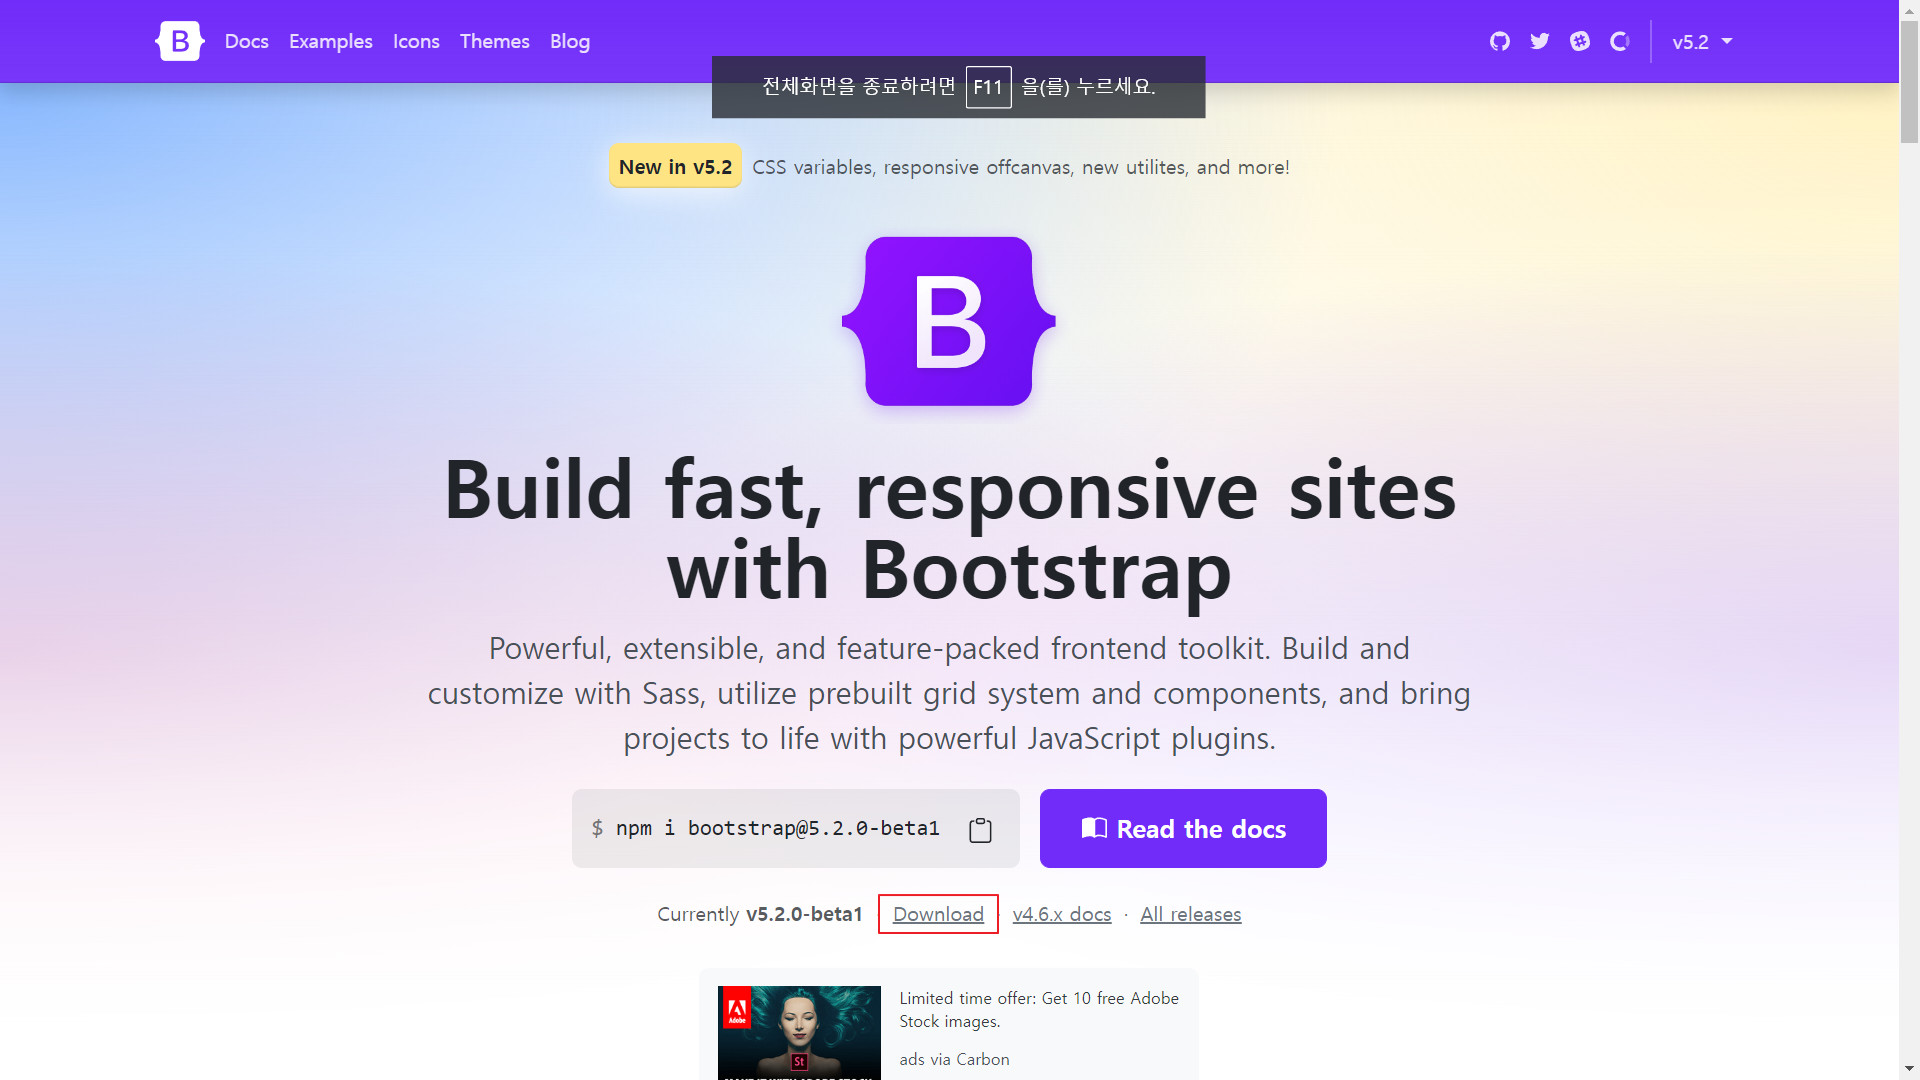 B Docs Examples Icons Themes Blog v5.2
전체화면을 종료하려면 F11 을(를) 누르세요.
New in v5.2 CSS variables, responsive offcanvas, new utilites, and more!
B
Build fast, responsive sites
with Bootstrap
Powerful, extensible, and feature-packed frontend toolkit. Build and
customize with Sass, utilize prebuilt grid system and components, and bring
projects to life with powerful JavaScript plugins.
$ npm i bootstrap@5.2.0-beta1
Read the docs
Currently v5.2.0-beta1 Download · v4.6.x docs · All releases
Adobe
St
Limited time offer: Get 10 free Adobe
Stock images.
ads via Carbon